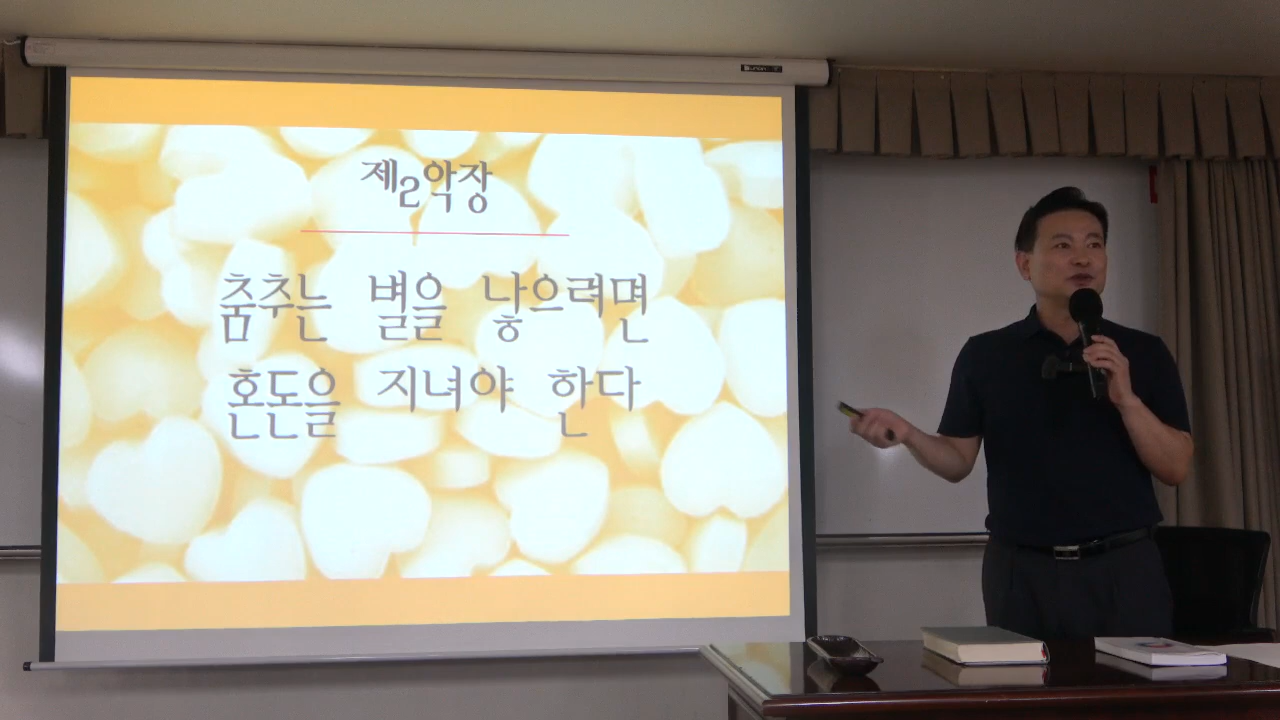 제2악장
춤추는 별을 낳으려면
혼돈을 지녀야 한다